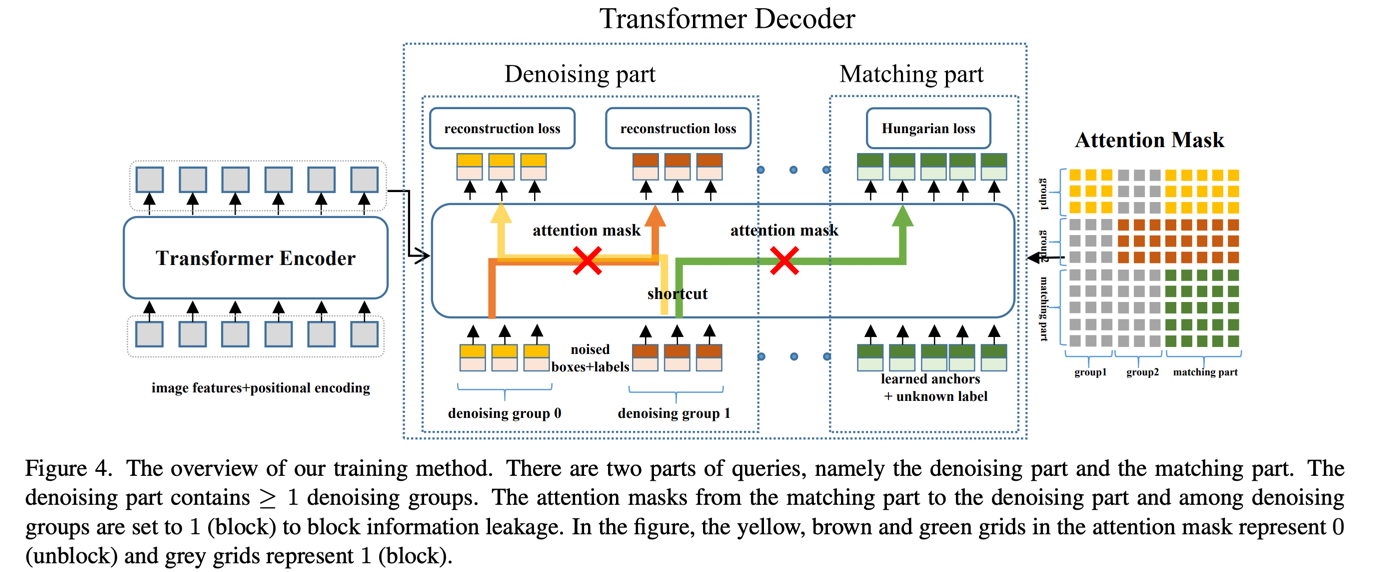 Transformer Decoder
Denoising part
Matching part
reconstruction loss
reconstruction loss
Hungarian loss
Attention Mask
attention mask
attention mask
Transformer Encoder
shortcut
group1
group2
matching part
noised
boxes+labels
image features+positional encoding
learned anchors
+ unknown label
denoising group 0
denoising group 1
group1
group2
matching part
Figure 4. The overview of our training method. There are two parts of queries, namely the denoising part and the matching part. The
denoising part contains ≥ 1 denoising groups. The attention masks from the matching part to the denoising part and among denoising
groups are set to 1 (block) to block information leakage. In the figure, the yellow, brown and green grids in the attention mask represent 0
(unblock) and grey grids represent 1 (block).